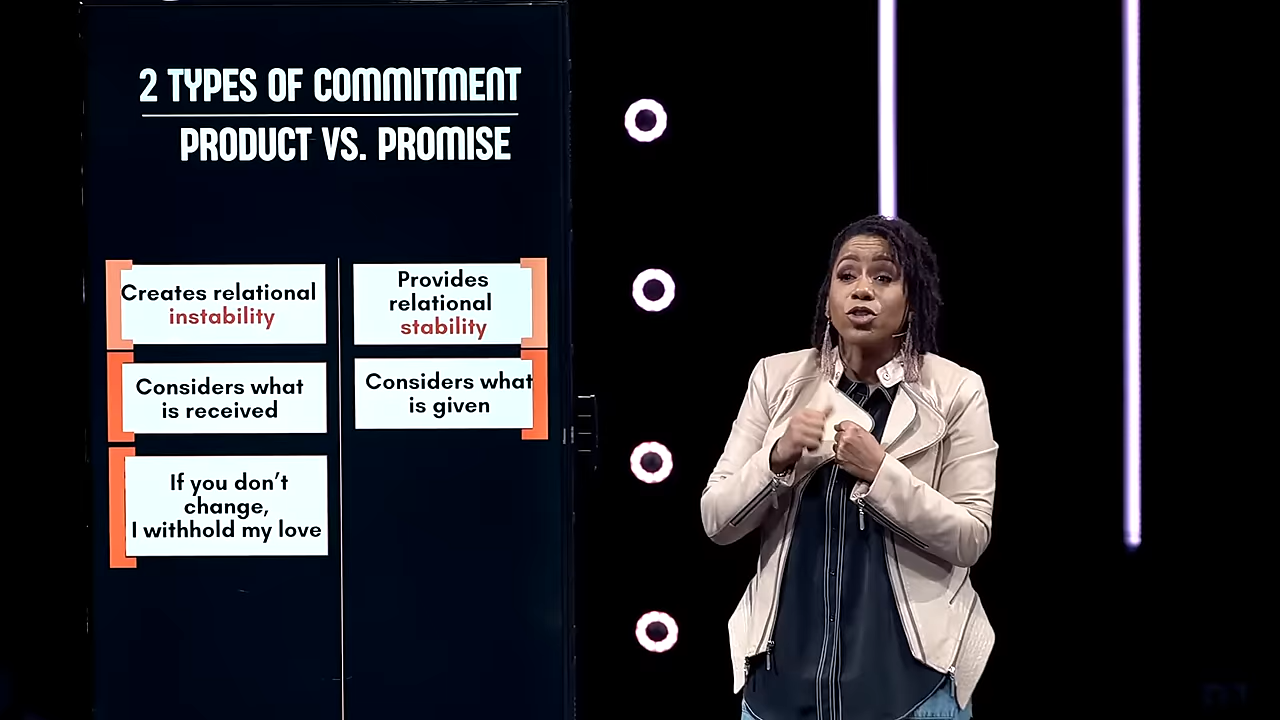 2 TYPES OF COMMITMENT
PRODUCT VS. PROMISE
Creates relational
instability
Considers what
is received
If you don't
change,
I withhold my love
Provides
relational
stability
Considers what
is given